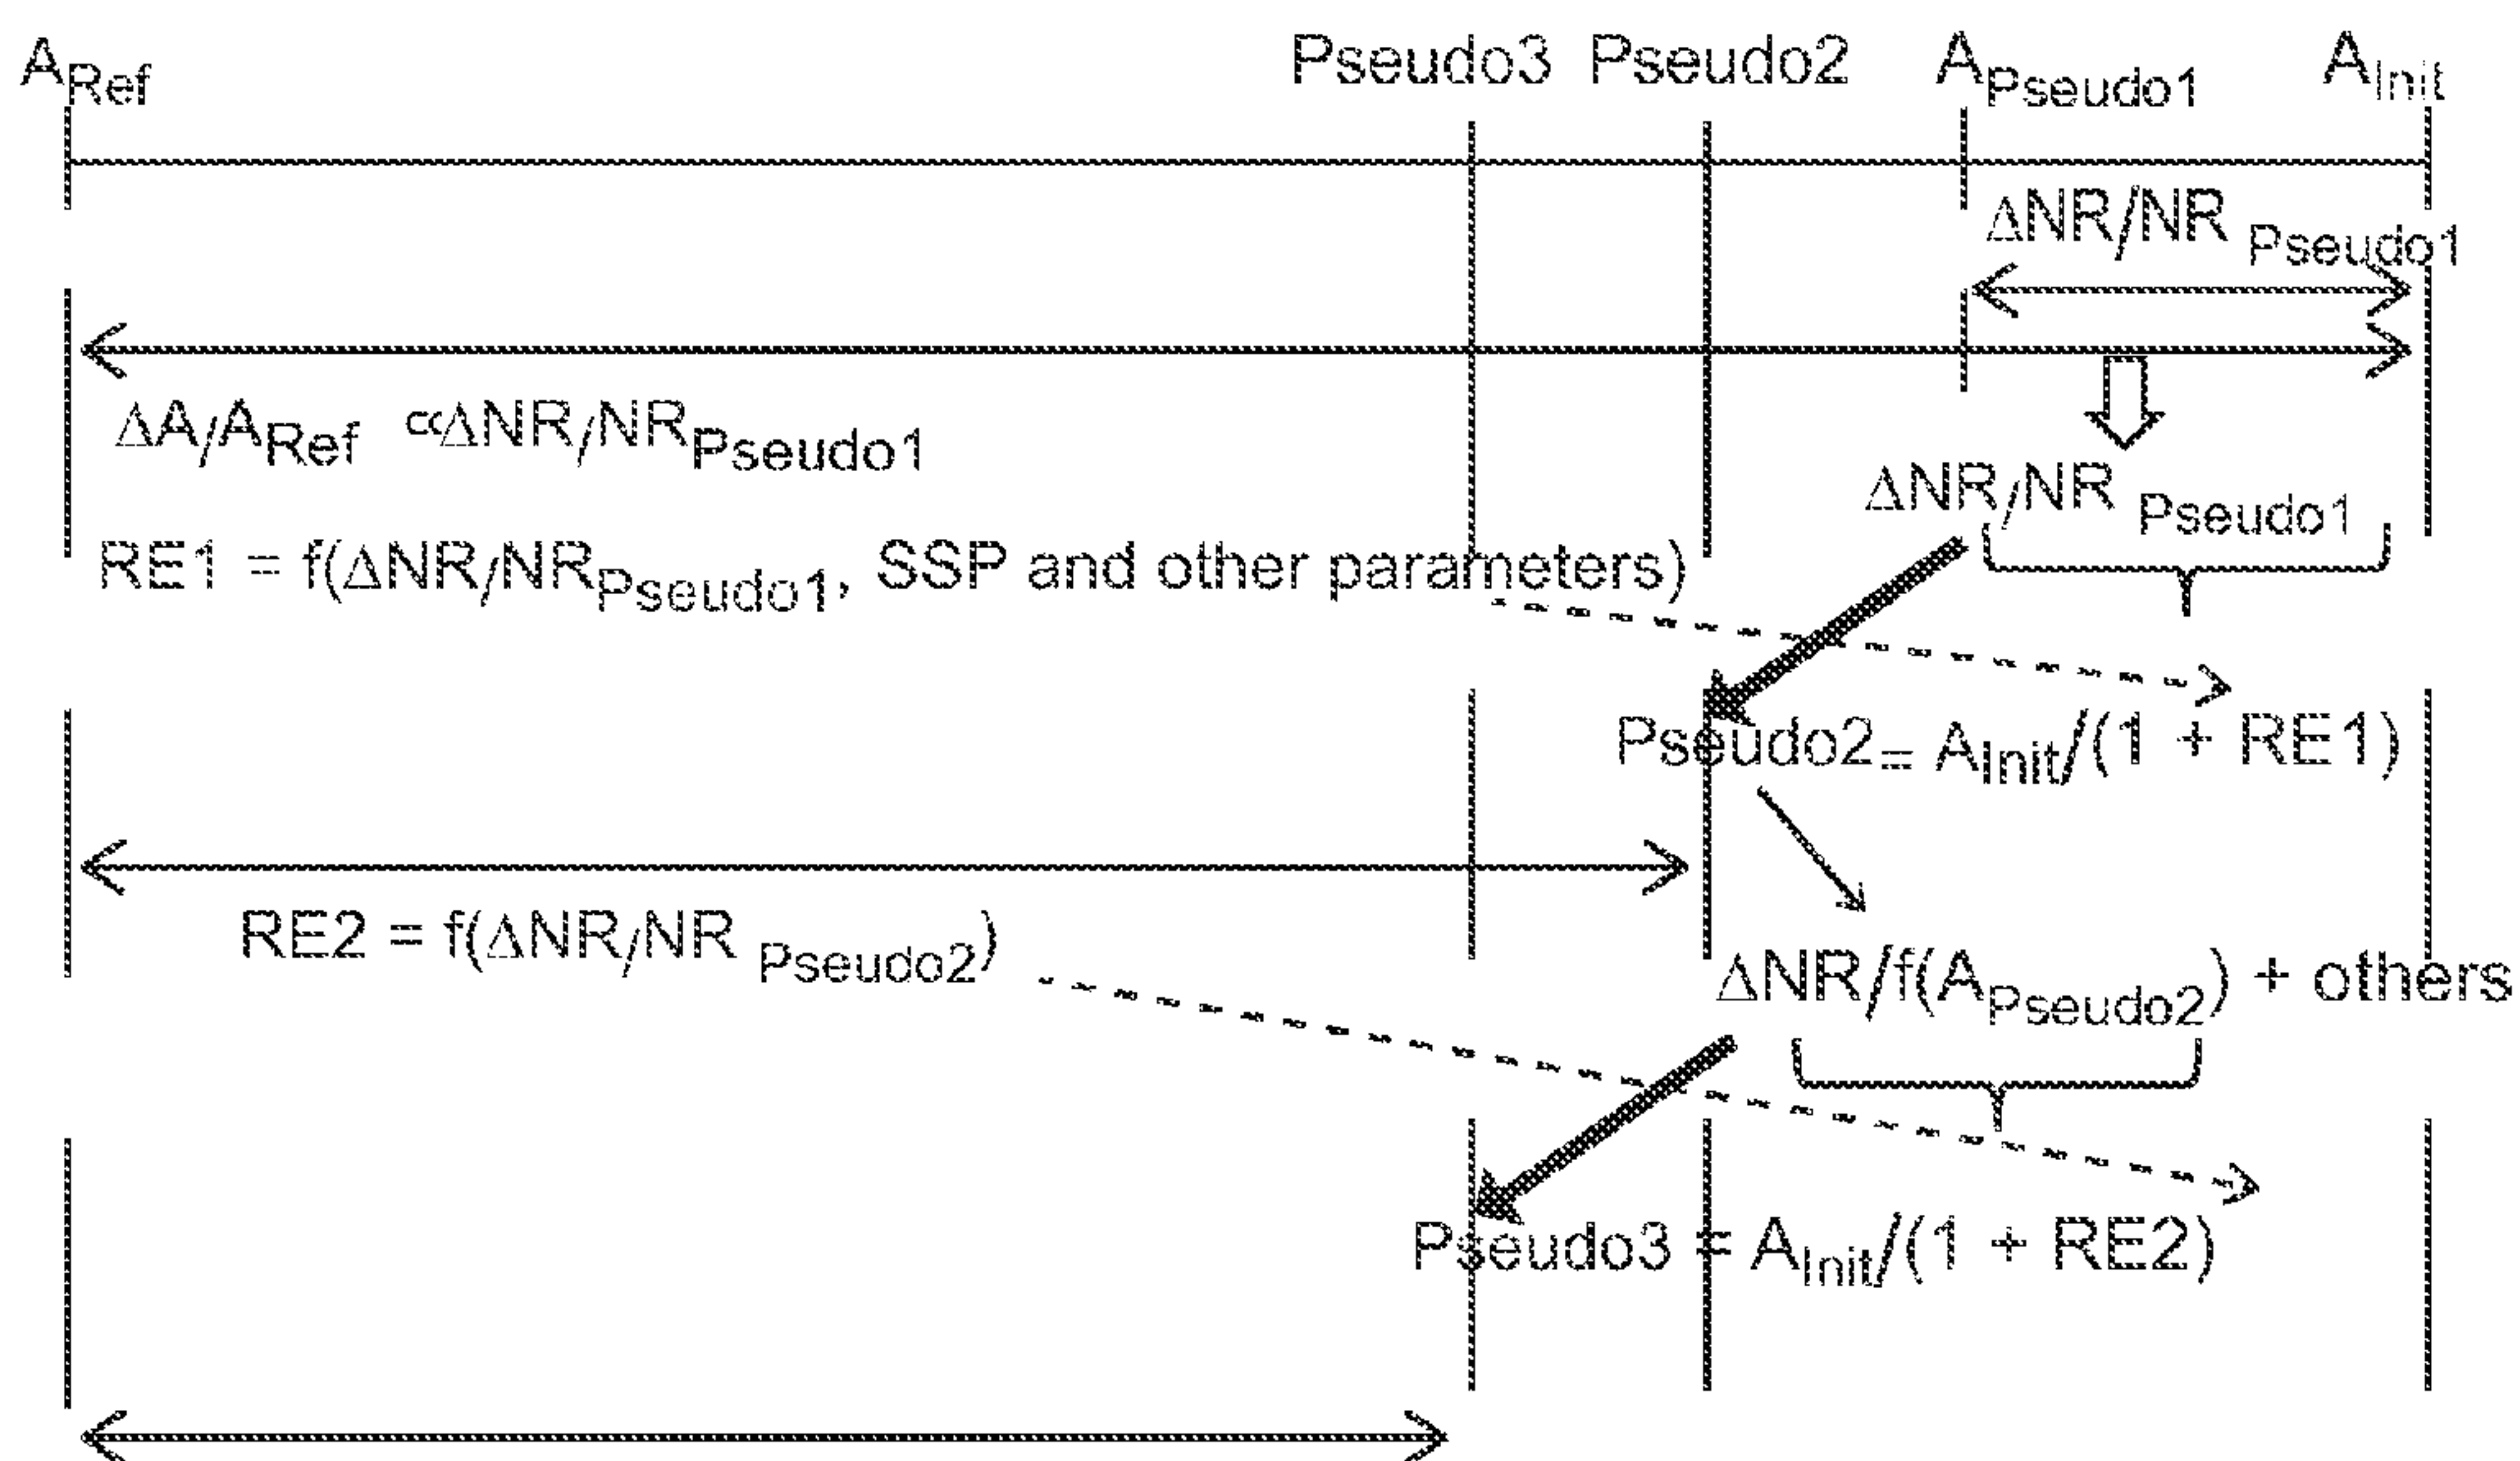 A_Ref Pseudo3 Pseudo2 A_Pseudo1 A_Init
ΔNR/NR Pseudo1
ΔA/A_Ref ∝ΔNR/NR_Pseudo1
ΔNR/NR Pseudo1
RE1 = f(ΔNR/NR_Pseudo1, SSP and other parameters)
Pseudo2 = A_Init/(1 + RE1)
RE2 = f(ΔNR/NR Pseudo2)
ΔNR/f(A_Pseudo2) + others
Pseudo3 = A_Init/(1 + RE2)